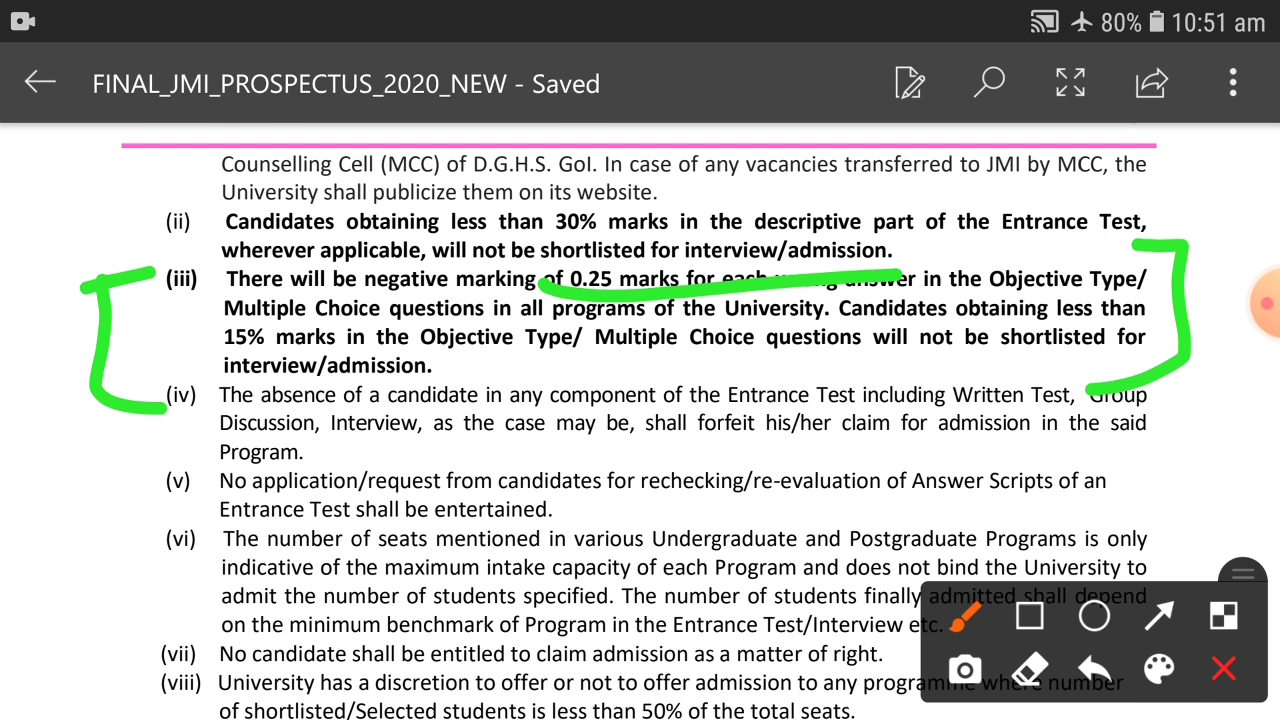 80% 10:51 am
FINAL_JMI_PROSPECTUS_2020_NEW - Saved
Counselling Cell (MCC) of D.G.H.S. GoI. In case of any vacancies transferred to JMI by MCC, the
University shall publicize them on its website.
(ii) Candidates obtaining less than 30% marks in the descriptive part of the Entrance Test,
wherever applicable, will not be shortlisted for interview/admission.
(iii) There will be negative marking of 0.25 marks for each wrong answer in the Objective Type/
Multiple Choice questions in all programs of the University. Candidates obtaining less than
15% marks in the Objective Type/ Multiple Choice questions will not be shortlisted for
interview/admission.
(iv) The absence of a candidate in any component of the Entrance Test including Written Test, Group
Discussion, Interview, as the case may be, shall forfeit his/her claim for admission in the said
Program.
(v) No application/request from candidates for rechecking/re-evaluation of Answer Scripts of an
Entrance Test shall be entertained.
(vi) The number of seats mentioned in various Undergraduate and Postgraduate Programs is only
indicative of the maximum intake capacity of each Program and does not bind the University to
admit the number of students specified. The number of students finally admitted shall depend
on the minimum benchmark of Program in the Entrance Test/Interview etc.
(vii) No candidate shall be entitled to claim admission as a matter of right.
(viii) University has a discretion to offer or not to offer admission to any programme where number
of shortlisted/Selected students is less than 50% of the total seats.